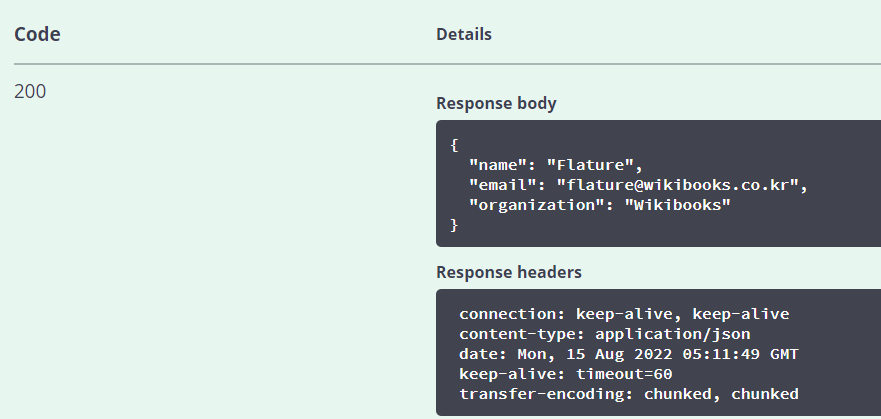 Code Details
200
Response body
{
  "name": "Flature",
  "email": "flature@wikibooks.co.kr",
  "organization": "Wikibooks"
}
Response headers
connection: keep-alive, keep-alive
content-type: application/json
date: Mon, 15 Aug 2022 05:11:49 GMT
keep-alive: timeout=60
transfer-encoding: chunked, chunked